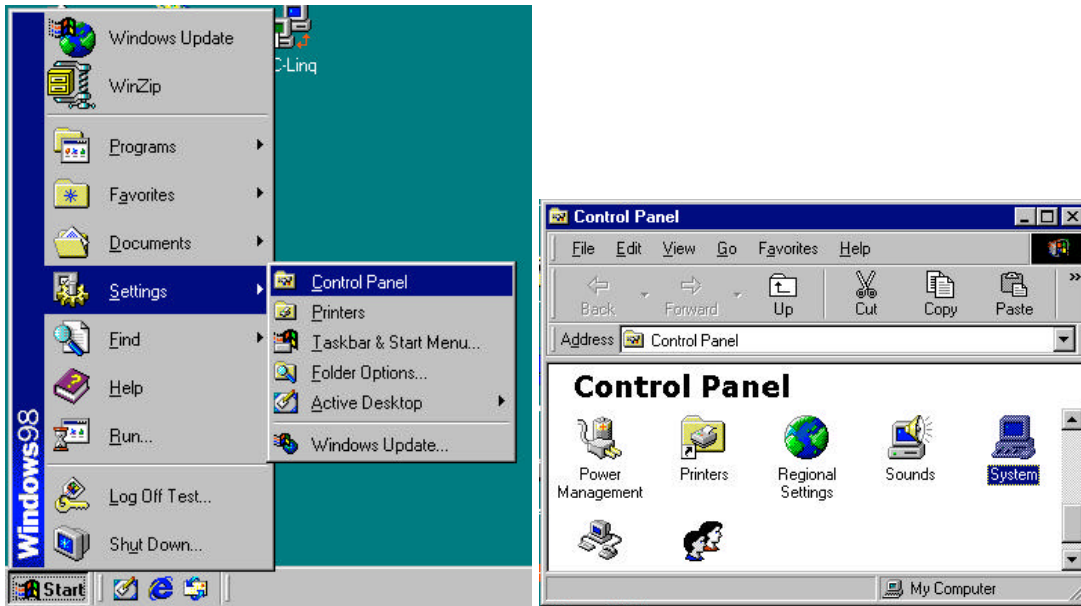 Windows Update
C-Linq
WinZip
Programs
Favorites
Documents
Settings
Find
Help
Run...
Log Off Test...
Shut Down...
Windows98
Control Panel
Printers
Taskbar & Start Menu...
Folder Options...
Active Desktop
Windows Update...
Start
Control Panel
File Edit View Go Favorites Help
Back Forward Up Cut Copy Paste »
Address Control Panel
Control Panel
Power Management
Printers
Regional Settings
Sounds
System
My Computer